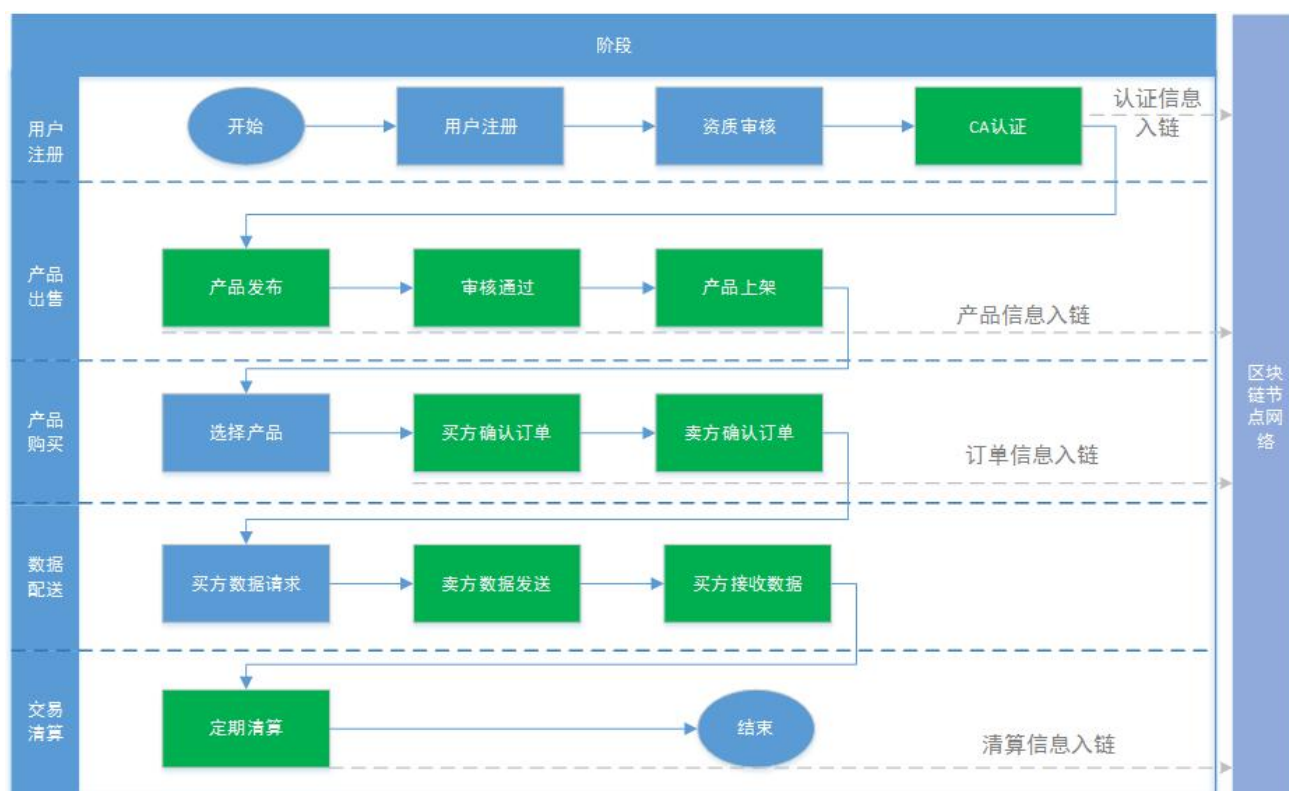 阶段
用户
注册
开始
用户注册
资质审核
CA认证
认证信息
入链
产品
出售
产品发布
审核通过
产品上架
产品信息入链
产品
购买
选择产品
买方确认订单
卖方确认订单
订单信息入链
区块
链节
点网
络
数据
配送
买方数据请求
卖方数据发送
买方接收数据
交易
清算
定期清算
结束
清算信息入链